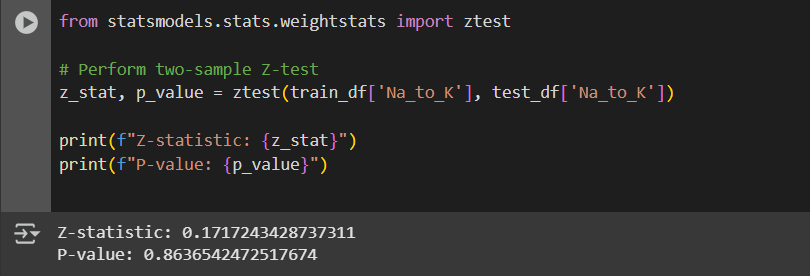 from statsmodels.stats.weightstats import ztest
# Perform two-sample Z-test
z_stat, p_value = ztest(train_df['Na_to_K'], test_df['Na_to_K'])
print(f"Z-statistic: {z_stat}")
print(f"P-value: {p_value}")
Z-statistic: 0.1717243428737311
P-value: 0.8636542472517674